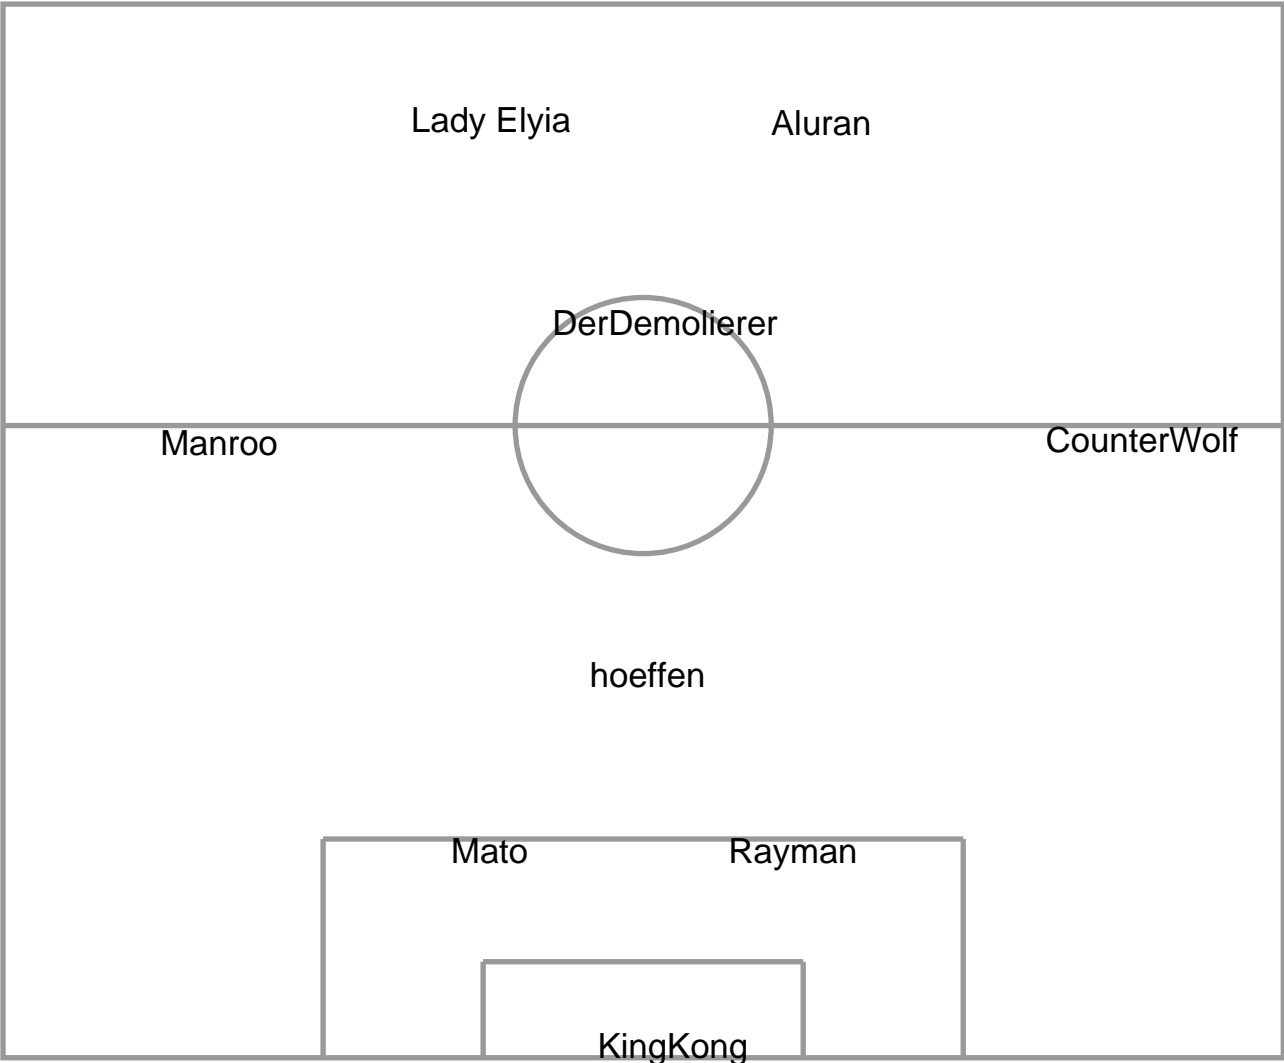 Lady Elyia
Aluran
DerDemolierer
Manroo
CounterWolf
hoeffen
Mato
Rayman
KingKong